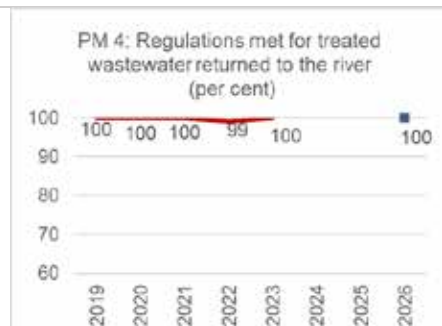 PM 4: Regulations met for treated
wastewater returned to the river
(per cent)
100
90
80
70
60
100 100 100 99 100 100
2019 2020 2021 2022 2023 2024 2025 2026